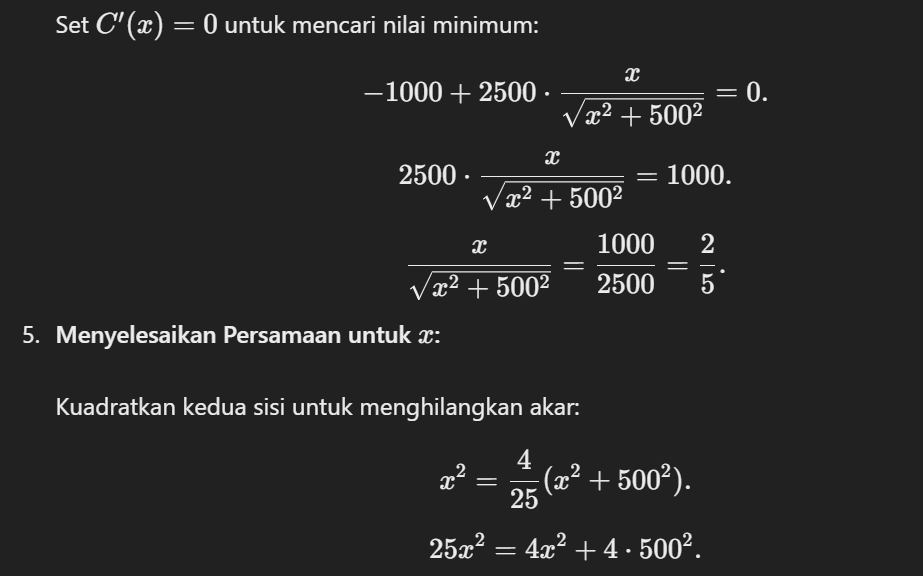 Set C′(x) = 0 untuk mencari nilai minimum:
−1000 + 2500 · x/√(x² + 500²) = 0.
2500 · x/√(x² + 500²) = 1000.
x/√(x² + 500²) = 1000/2500 = 2/5.
5. Menyelesaikan Persamaan untuk x:
Kuadratkan kedua sisi untuk menghilangkan akar:
x² = 4/25 (x² + 500²).
25x² = 4x² + 4 · 500².